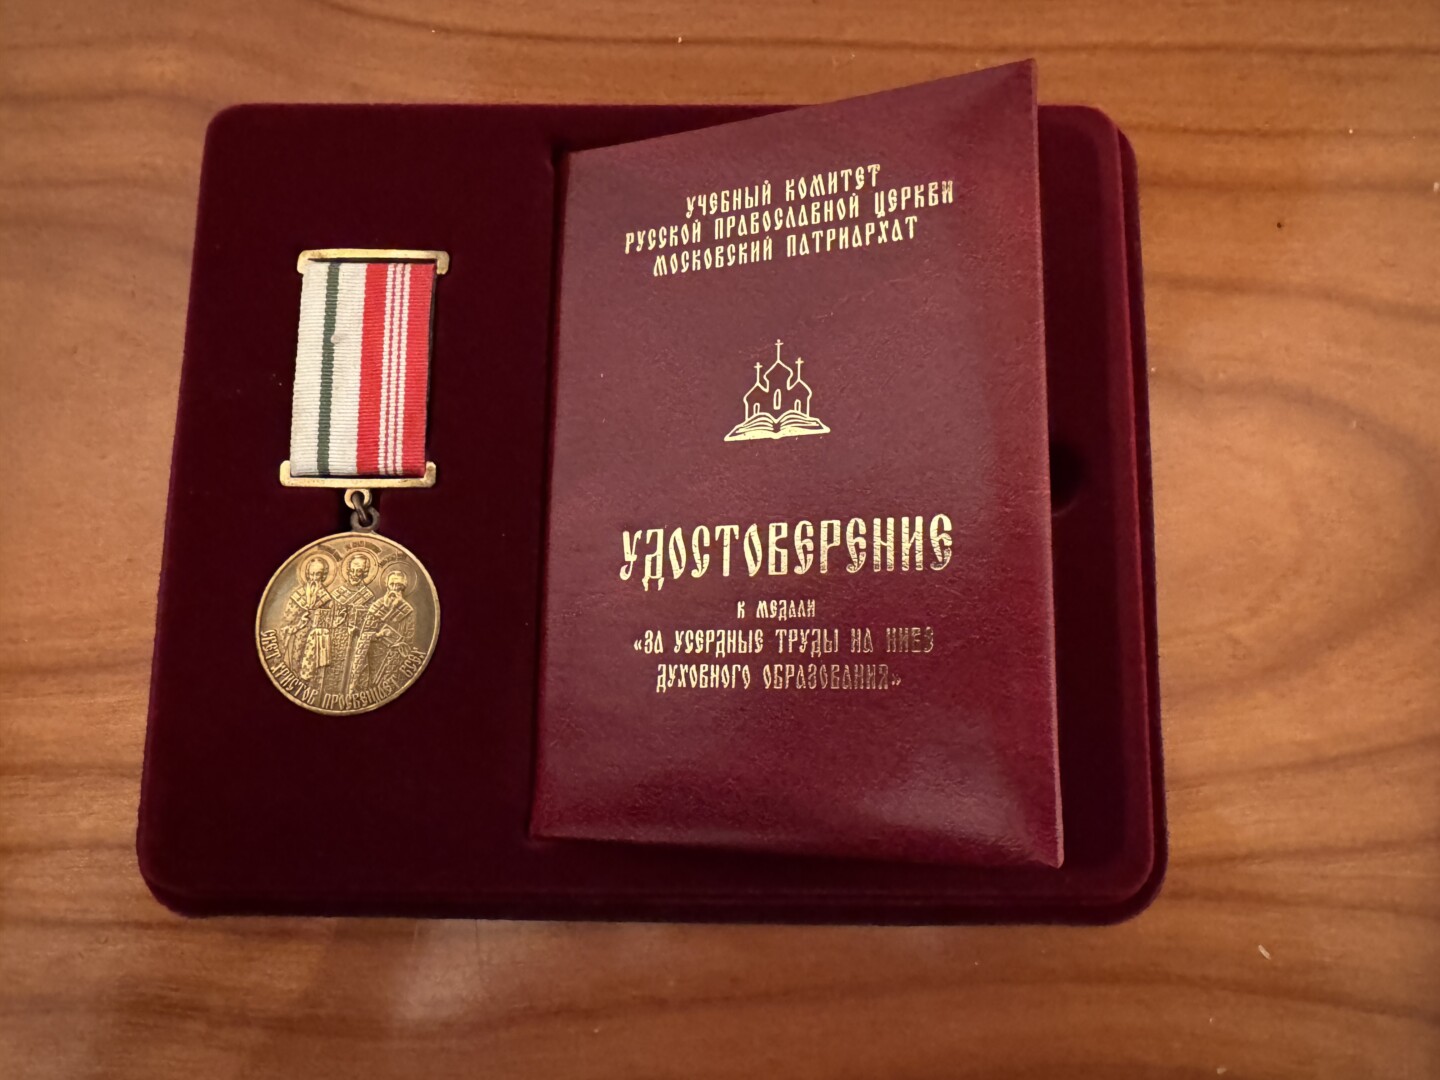 УЧЕБНЫЙ КОМИТЕТ
РУССКОЙ ПРАВОСЛАВНОЙ ЦЕРКВИ
МОСКОВСКИЙ ПАТРИАРХАТ
УДОСТОВЕРЕНИЕ
К МЕДАЛИ
«ЗА УСЕРДНЫЕ ТРУДЫ НА НИВЕ
ДУХОВНОГО ОБРАЗОВАНИЯ»
СВЕТ ХРИСТОВ ПРОСВЕЩАЕТ ВСЕХ